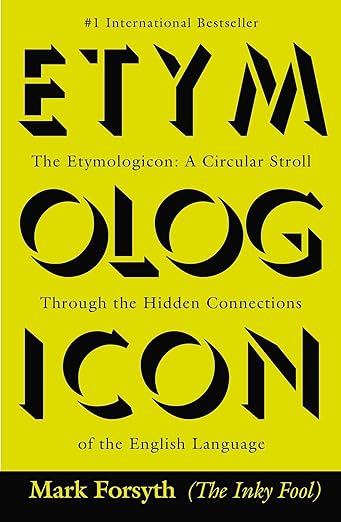 #1 International Bestseller
ETYM
The Etymologicon: A Circular Stroll
OLOG
Through the Hidden Connections
ICON
of the English Language
Mark Forsyth (The Inky Fool)